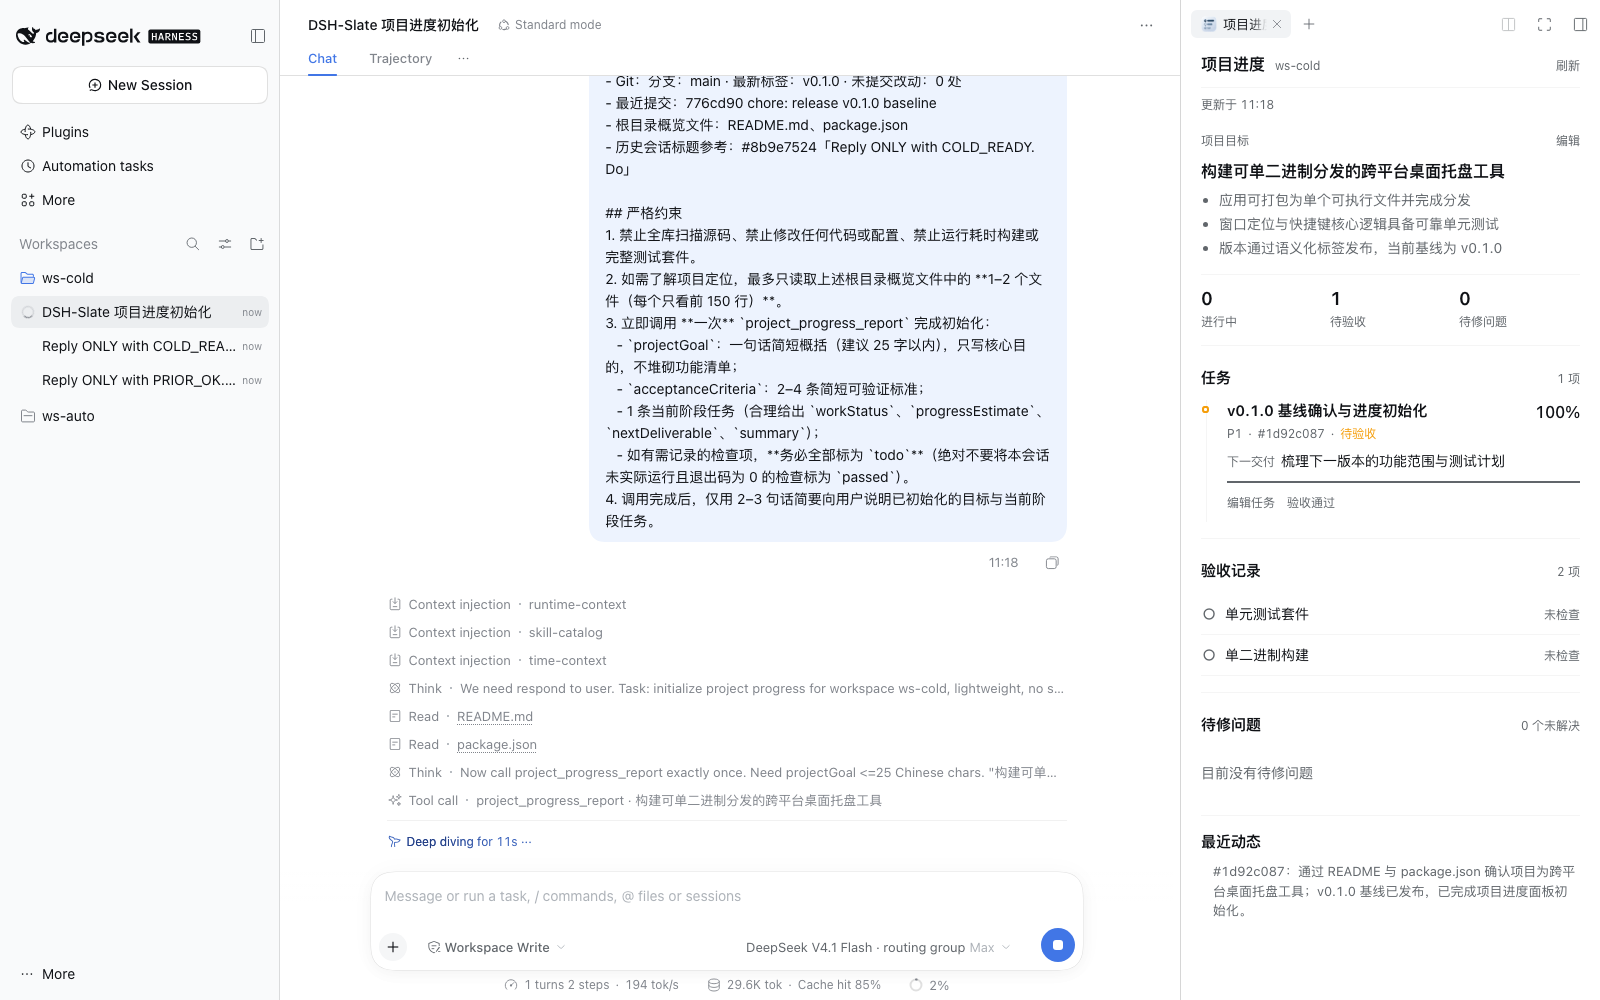 deepseek HARNESS
New Session
Plugins
Automation tasks
More
Workspaces
ws-cold
DSH-Slate 项目进度初始化 now
Reply ONLY with COLD_REA... now
Reply ONLY with PRIOR_OK.... now
ws-auto
More
DSH-Slate 项目进度初始化 Standard mode
Chat Trajectory
- Git：分支：main · 最新标签：v0.1.0 · 未提交改动：0 处
- 最近提交：776cd90 chore: release v0.1.0 baseline
- 根目录概览文件：README.md、package.json
- 历史会话标题参考：#8b9e7524「Reply ONLY with COLD_READY.
Do」
## 严格约束
1. 禁止全库扫描源码、禁止修改任何代码或配置、禁止运行耗时构建或
完整测试套件。
2. 如需了解项目定位，最多只读取上述根目录概览文件中的 **1–2 个文
件（每个只看前 150 行）**。
3. 立即调用 **一次** `project_progress_report` 完成初始化：
- `projectGoal`：一句话简短概括（建议 25 字以内），只写核心目
的，不堆砌功能清单；
- `acceptanceCriteria`：2–4 条简短可验证标准；
- 1 条当前阶段任务（合理给出 `workStatus`、`progressEstimate`、
`nextDeliverable`、`summary`）；
- 如有需记录的检查项，**务必全部标为 `todo`**（绝对不要将本会话
未实际运行且退出码为 0 的检查标为 `passed`）。
4. 调用完成后，仅用 2–3 句话简要向用户说明已初始化的目标与当前阶
段任务。
11:18
Context injection · runtime-context
Context injection · skill-catalog
Context injection · time-context
Think · We need respond to user. Task: initialize project progress for workspace ws-cold, lightweight, no s...
Read · README.md
Read · package.json
Think · Now call project_progress_report exactly once. Need projectGoal <=25 Chinese chars. "构建可单...
Tool call · project_progress_report · 构建可单二进制分发的跨平台桌面托盘工具
Deep diving for 11s ···
Message or run a task, / commands, @ files or sessions
Workspace Write DeepSeek V4.1 Flash · routing group Max
1 turns 2 steps · 194 tok/s 29.6K tok · Cache hit 85% 2%
项目进
项目进度 ws-cold 刷新
更新于 11:18
项目目标 编辑
构建可单二进制分发的跨平台桌面托盘工具
• 应用可打包为单个可执行文件并完成分发
• 窗口定位与快捷键核心逻辑具备可靠单元测试
• 版本通过语义化标签发布，当前基线为 v0.1.0
0 1 0
进行中 待验收 待修问题
任务 1 项
v0.1.0 基线确认与进度初始化 100%
P1 · #1d92c087 · 待验收
下一交付 梳理下一版本的功能范围与测试计划
编辑任务 验收通过
验收记录 2 项
单元测试套件 未检查
单二进制构建 未检查
待修问题 0 个未解决
目前没有待修问题
最近动态
#1d92c087：通过 README 与 package.json 确认项目为跨平
台桌面托盘工具；v0.1.0 基线已发布，已完成项目进度面板初
始化。